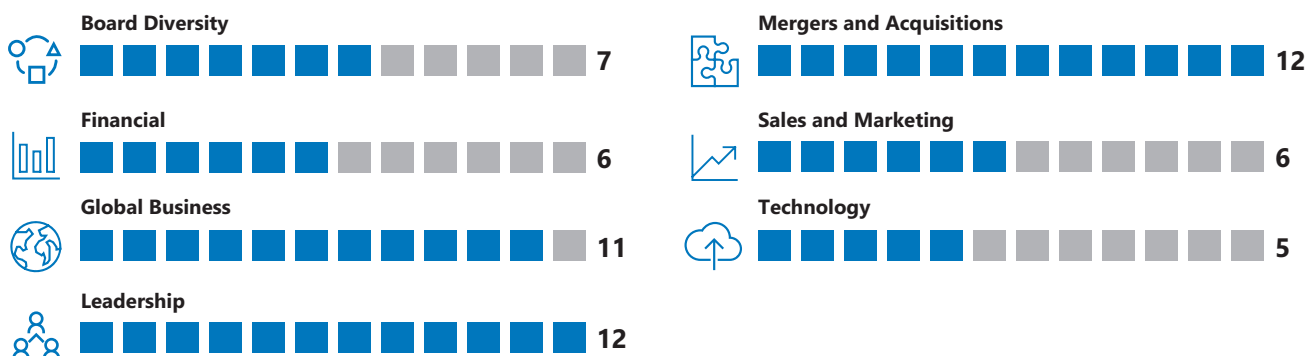 Board Diversity
7
Financial
6
Global Business
11
Leadership
12
Mergers and Acquisitions
12
Sales and Marketing
6
Technology
5